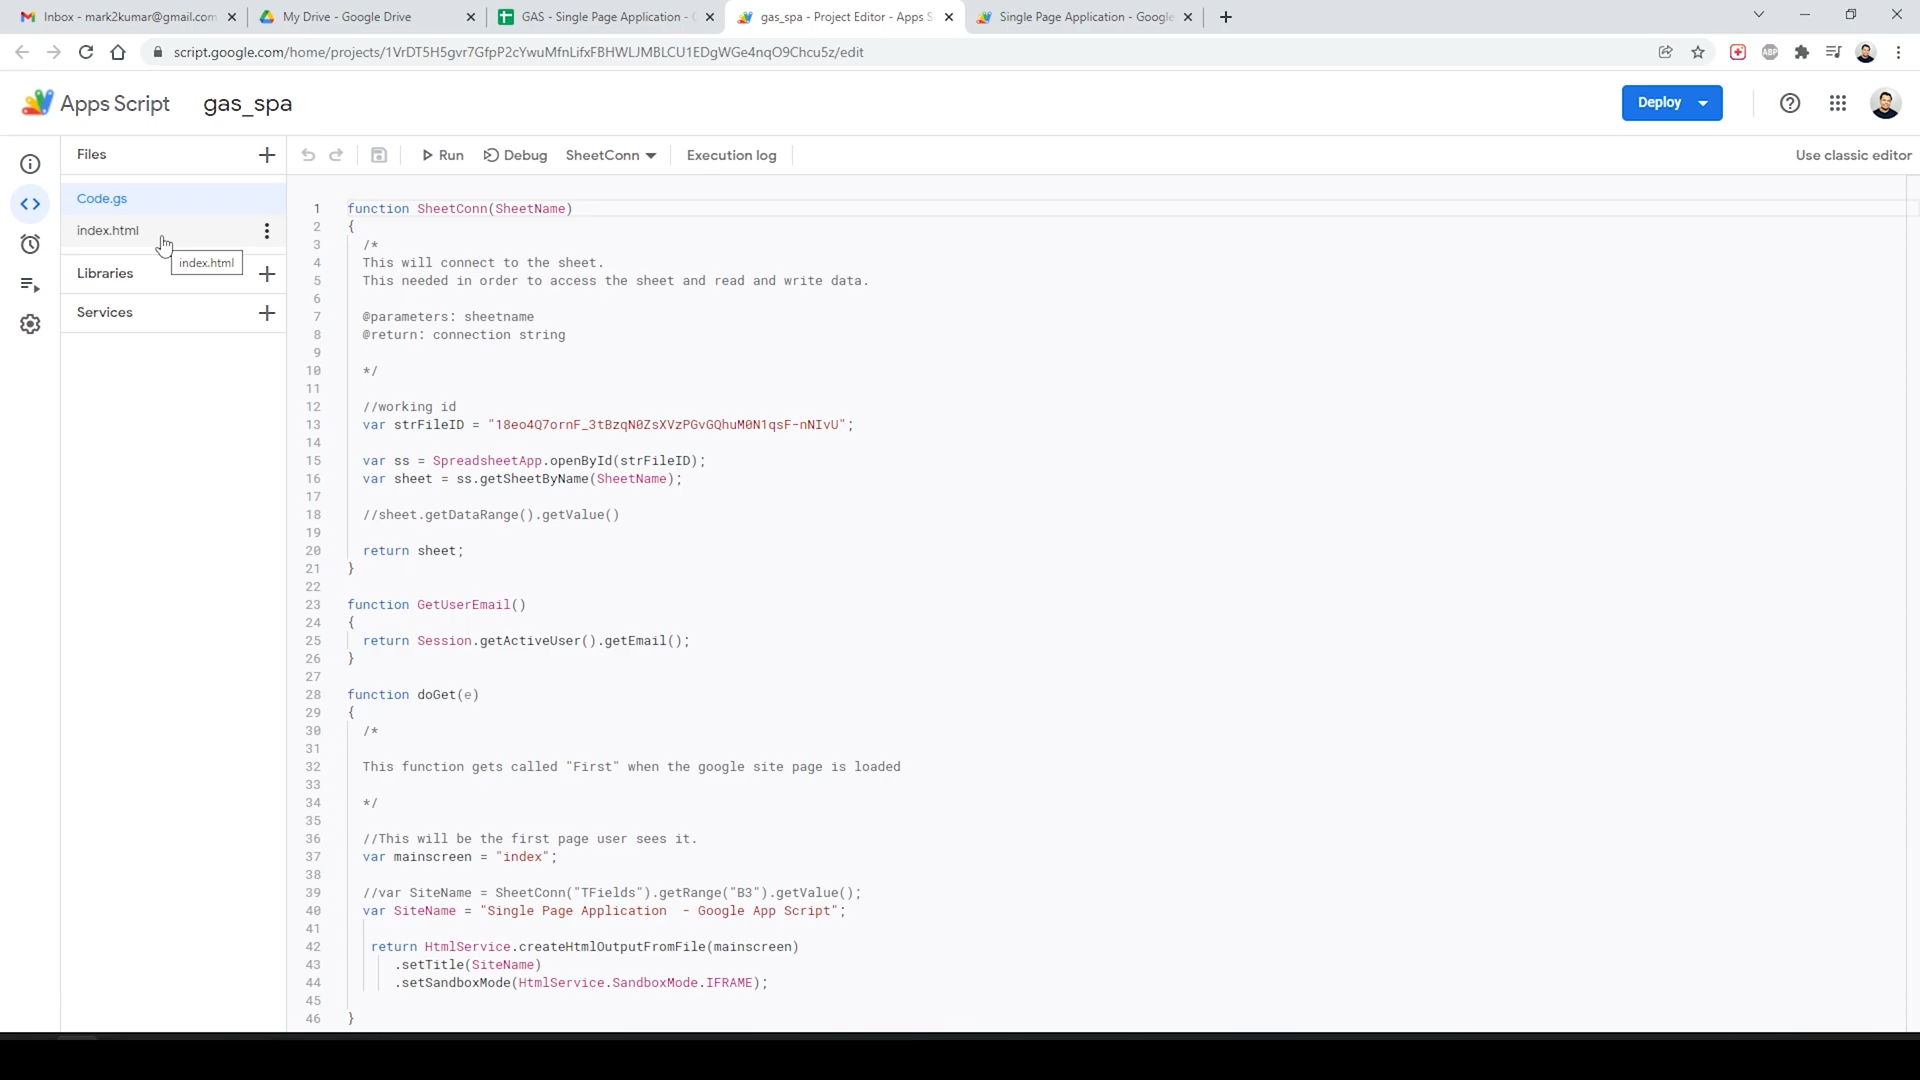 Inbox - mark2kumar@gmail.com
My Drive - Google Drive
GAS - Single Page Application - G
gas_spa - Project Editor - Apps S
Single Page Application - Google
script.google.com/home/projects/1VrDT5H5gvr7GfpP2cYwuMfnLifxFBHWLJMBLCU1EDgWGe4nqO9Chcu5z/edit
ABP
Apps Script
gas_spa
Deploy
Files
Run
Debug
SheetConn
Execution log
Use classic editor
Code.gs
index.html
index.html
Libraries
Services
1 function SheetConn(SheetName)
2 {
3 /*
4 This will connect to the sheet.
5 This needed in order to access the sheet and read and write data.
6
7 @parameters: sheetname
8 @return: connection string
9
10 */
11
12 //working id
13 var strFileID = "18eo4Q7ornF_3tBzqN0ZsXVzPGvGQhuM0N1qsF-nNIvU";
14
15 var ss = SpreadsheetApp.openById(strFileID);
16 var sheet = ss.getSheetByName(SheetName);
17
18 //sheet.getDataRange().getValue()
19
20 return sheet;
21 }
22
23 function GetUserEmail()
24 {
25 return Session.getActiveUser().getEmail();
26 }
27
28 function doGet(e)
29 {
30 /*
31
32 This function gets called "First" when the google site page is loaded
33
34 */
35
36 //This will be the first page user sees it.
37 var mainscreen = "index";
38
39 //var SiteName = SheetConn("TFields").getRange("B3").getValue();
40 var SiteName = "Single Page Application  - Google App Script";
41
42 return HtmlService.createHtmlOutputFromFile(mainscreen)
43 .setTitle(SiteName)
44 .setSandboxMode(HtmlService.SandboxMode.IFRAME);
45
46 }